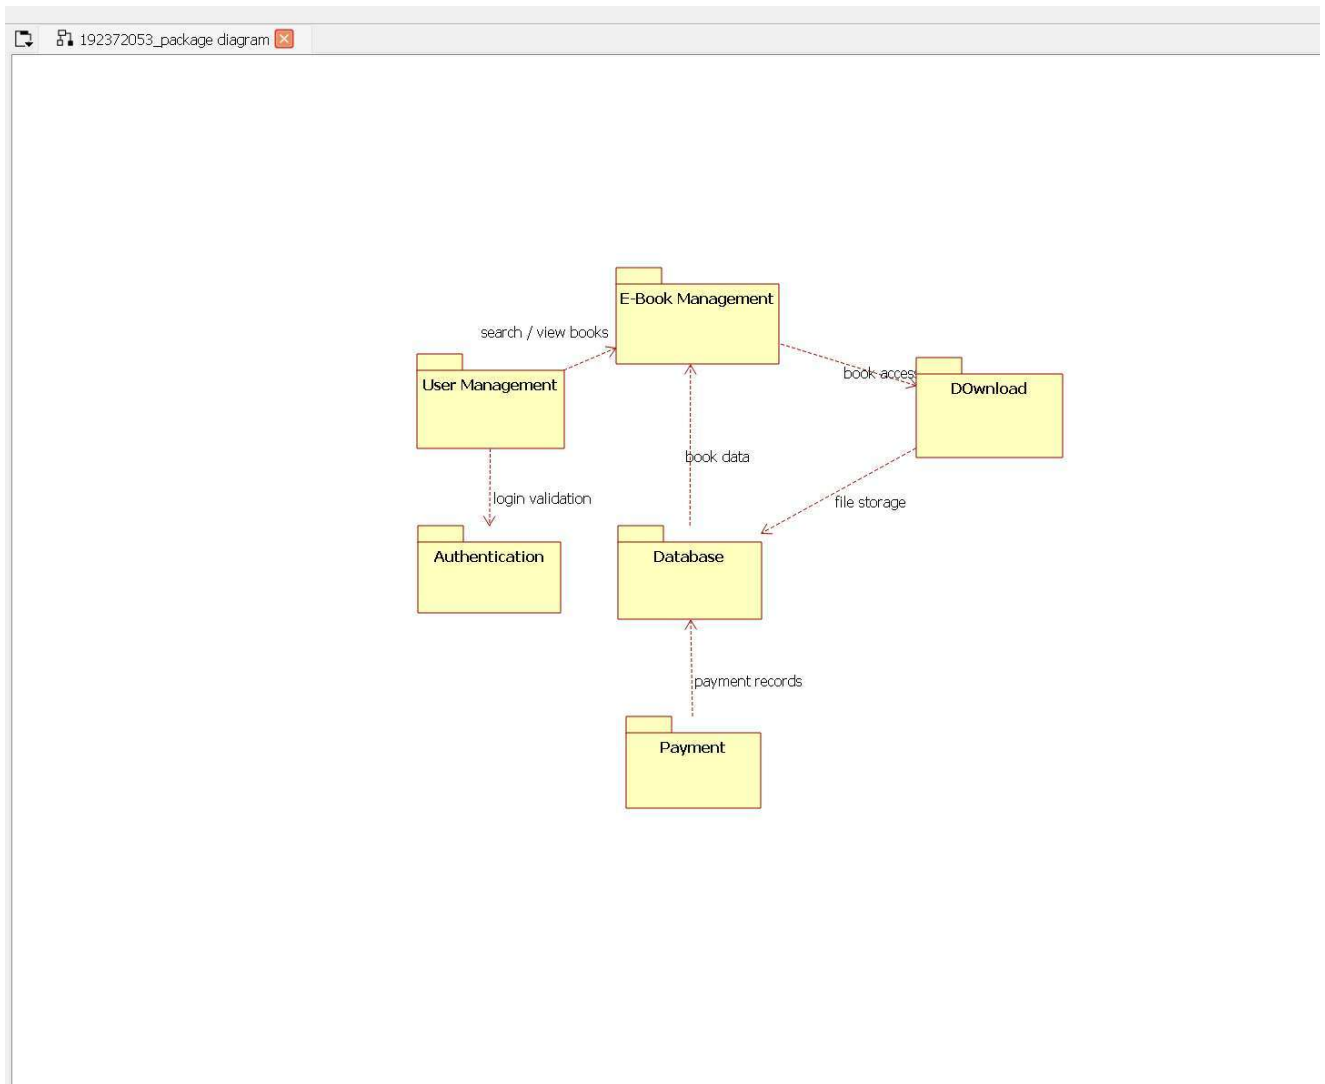 192372053_package diagram
E-Book Management
search / view books
User Management
book acces
DOwnload
book data
login validation
file storage
Authentication
Database
payment records
Payment